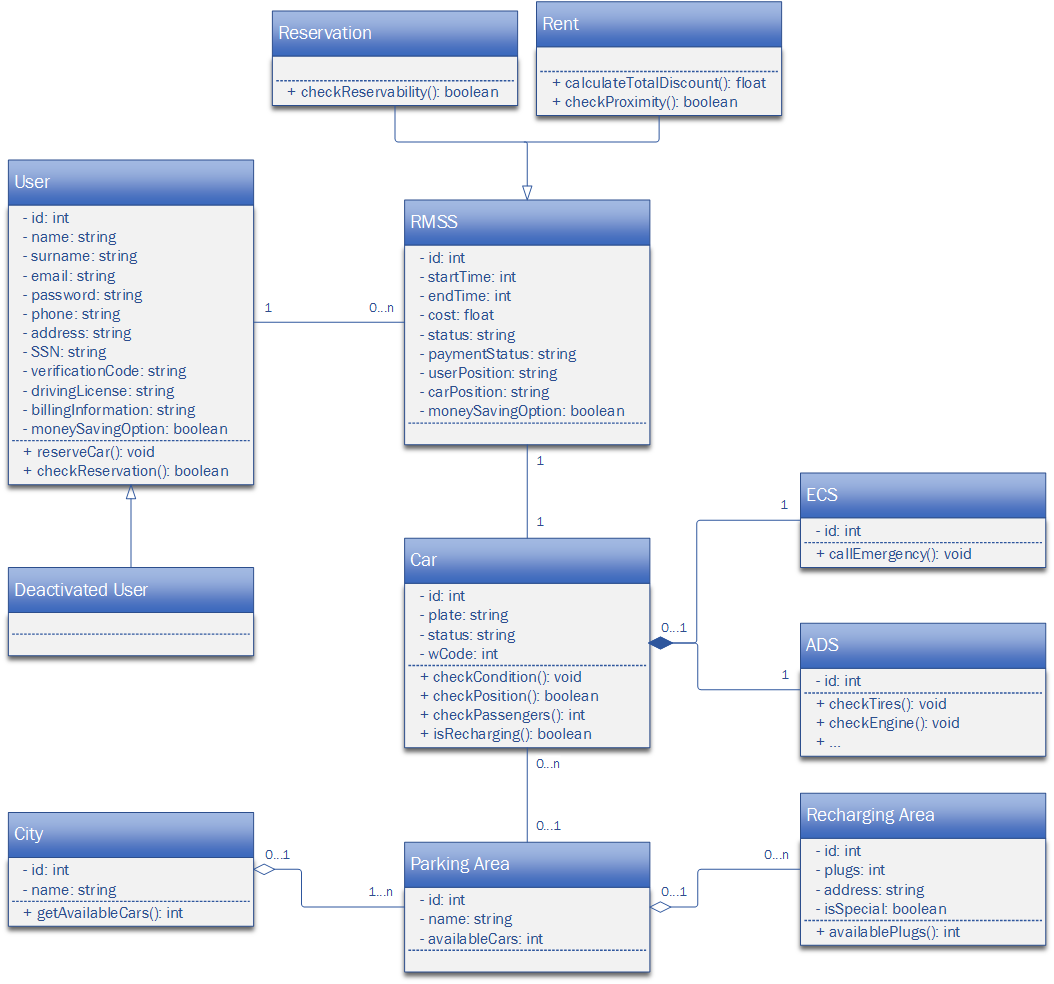 Reservation
+ checkReservability(): boolean
Rent
+ calculateTotalDiscount(): float
+ checkProximity(): boolean
User
- id: int
- name: string
- surname: string
- email: string
- password: string
- phone: string
- address: string
- SSN: string
- verificationCode: string
- drivingLicense: string
- billingInformation: string
- moneySavingOption: boolean
+ reserveCar(): void
+ checkReservation(): boolean
1
0...n
RMSS
- id: int
- startTime: int
- endTime: int
- cost: float
- status: string
- paymentStatus: string
- userPosition: string
- carPosition: string
- moneySavingOption: boolean
1
1
Deactivated User
Car
- id: int
- plate: string
- status: string
- wCode: int
+ checkCondition(): void
+ checkPosition(): boolean
+ checkPassengers(): int
+ isRecharging(): boolean
0...1
1
ECS
- id: int
+ callEmergency(): void
1
ADS
- id: int
+ checkTires(): void
+ checkEngine(): void
+ ...
0...n
0...1
City
- id: int
- name: string
+ getAvailableCars(): int
0...1
1...n
Parking Area
- id: int
- name: string
- availableCars: int
0...1
0...n
Recharging Area
- id: int
- plugs: int
- address: string
- isSpecial: boolean
+ availablePlugs(): int